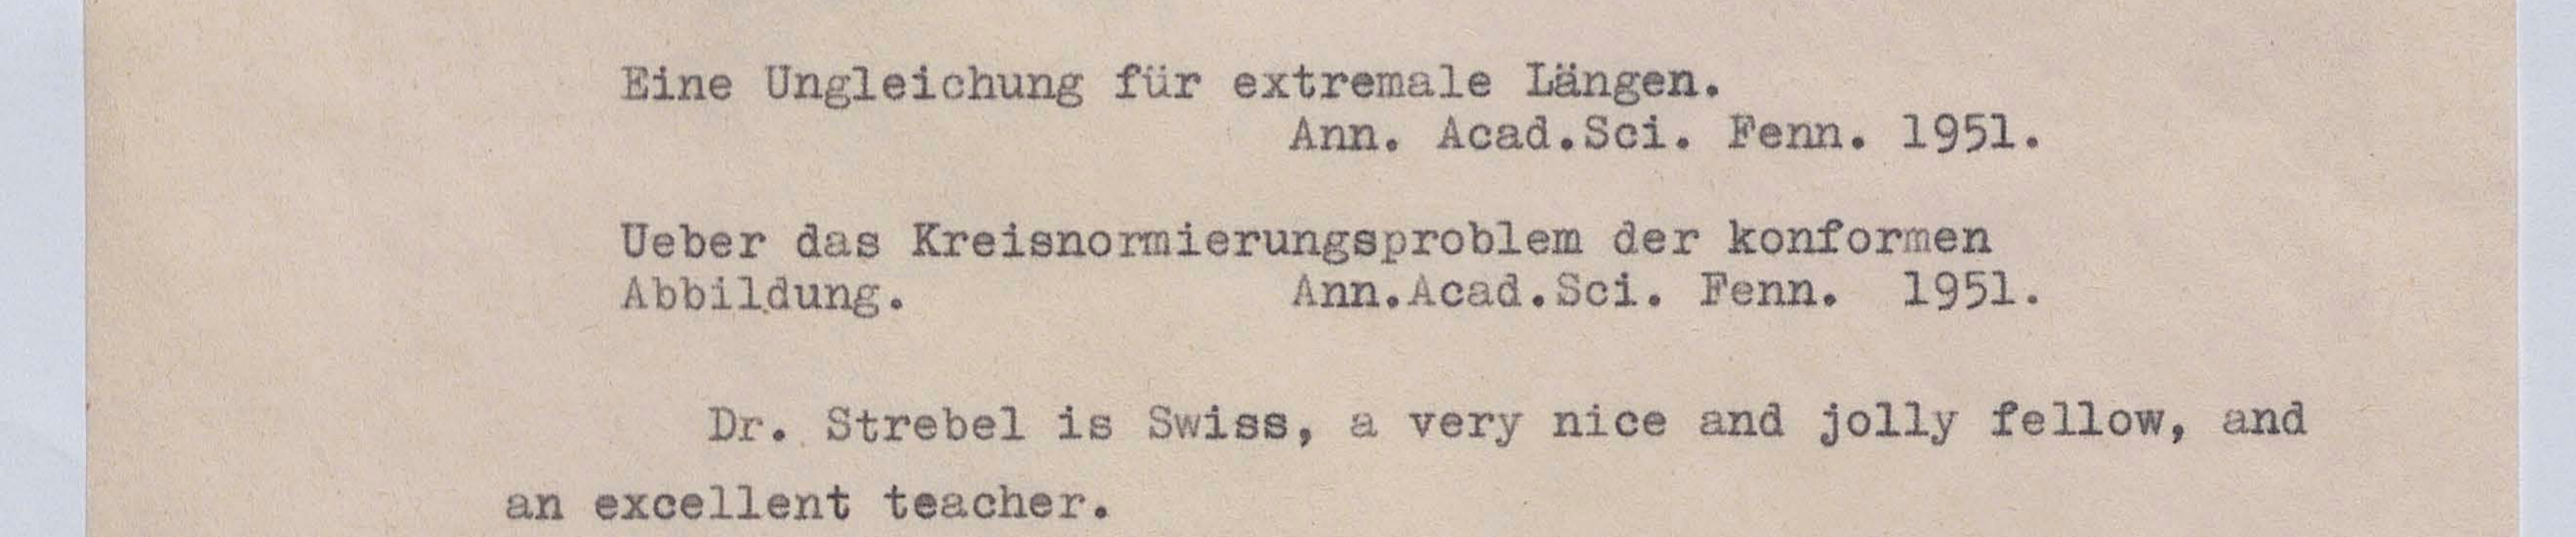 Eine Ungleichung für extremale Längen.
Ann. Acad.Sci. Fenn. 1951.
Ueber das Kreisnormierungsproblem der konformen
Abbildung. Ann.Acad.Sci. Fenn. 1951.
Dr. Strebel is Swiss, a very nice and jolly fellow, and
an excellent teacher.